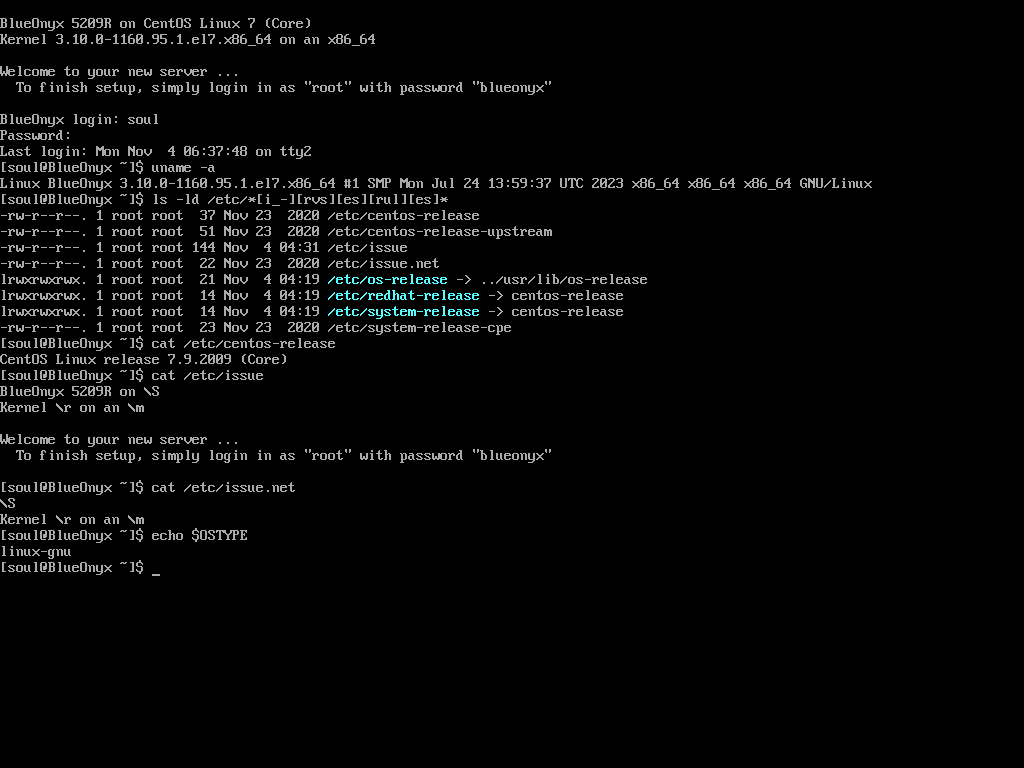 BlueOnyx 5209R on CentOS Linux 7 (Core)
Kernel 3.10.0-1160.95.1.el7.x86_64 on an x86_64
Welcome to your new server ...
  To finish setup, simply login in as "root" with password "blueonyx"
BlueOnyx login: soul
Password:
Last login: Mon Nov  4 06:37:48 on tty2
[soul@BlueOnyx ~]$ uname -a
Linux BlueOnyx 3.10.0-1160.95.1.el7.x86_64 #1 SMP Mon Jul 24 13:59:37 UTC 2023 x86_64 x86_64 x86_64 GNU/Linux
[soul@BlueOnyx ~]$ ls -ld /etc/*[i_-][rvs][es][rul][es]*
-rw-r--r--. 1 root root  37 Nov 23  2020 /etc/centos-release
-rw-r--r--. 1 root root  51 Nov 23  2020 /etc/centos-release-upstream
-rw-r--r--. 1 root root 144 Nov  4 04:31 /etc/issue
-rw-r--r--. 1 root root  22 Nov 23  2020 /etc/issue.net
lrwxrwxrwx. 1 root root  21 Nov  4 04:19 /etc/os-release -> ../usr/lib/os-release
lrwxrwxrwx. 1 root root  14 Nov  4 04:19 /etc/redhat-release -> centos-release
lrwxrwxrwx. 1 root root  14 Nov  4 04:19 /etc/system-release -> centos-release
-rw-r--r--. 1 root root  23 Nov 23  2020 /etc/system-release-cpe
[soul@BlueOnyx ~]$ cat /etc/centos-release
CentOS Linux release 7.9.2009 (Core)
[soul@BlueOnyx ~]$ cat /etc/issue
BlueOnyx 5209R on \S
Kernel \r on an \m
Welcome to your new server ...
  To finish setup, simply login in as "root" with password "blueonyx"
[soul@BlueOnyx ~]$ cat /etc/issue.net
\S
Kernel \r on an \m
[soul@BlueOnyx ~]$ echo $OSTYPE
linux-gnu
[soul@BlueOnyx ~]$ _